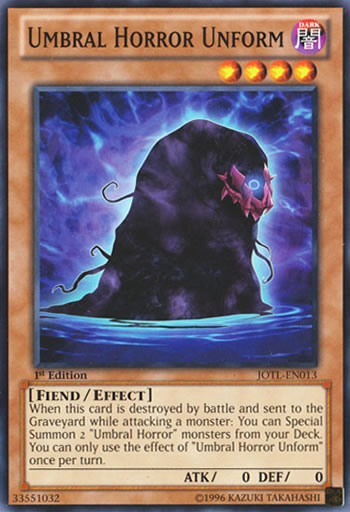 UMBRAL HORROR UNFORM
DARK
闇
1st Edition
JOTL-EN013
[FIEND / EFFECT]
When this card is destroyed by battle and sent to the
Graveyard while attacking a monster: You can Special
Summon 2 "Umbral Horror" monsters from your Deck.
You can only use the effect of "Umbral Horror Unform"
once per turn.
ATK/ 0 DEF/ 0
33551032
©1996 KAZUKI TAKAHASHI